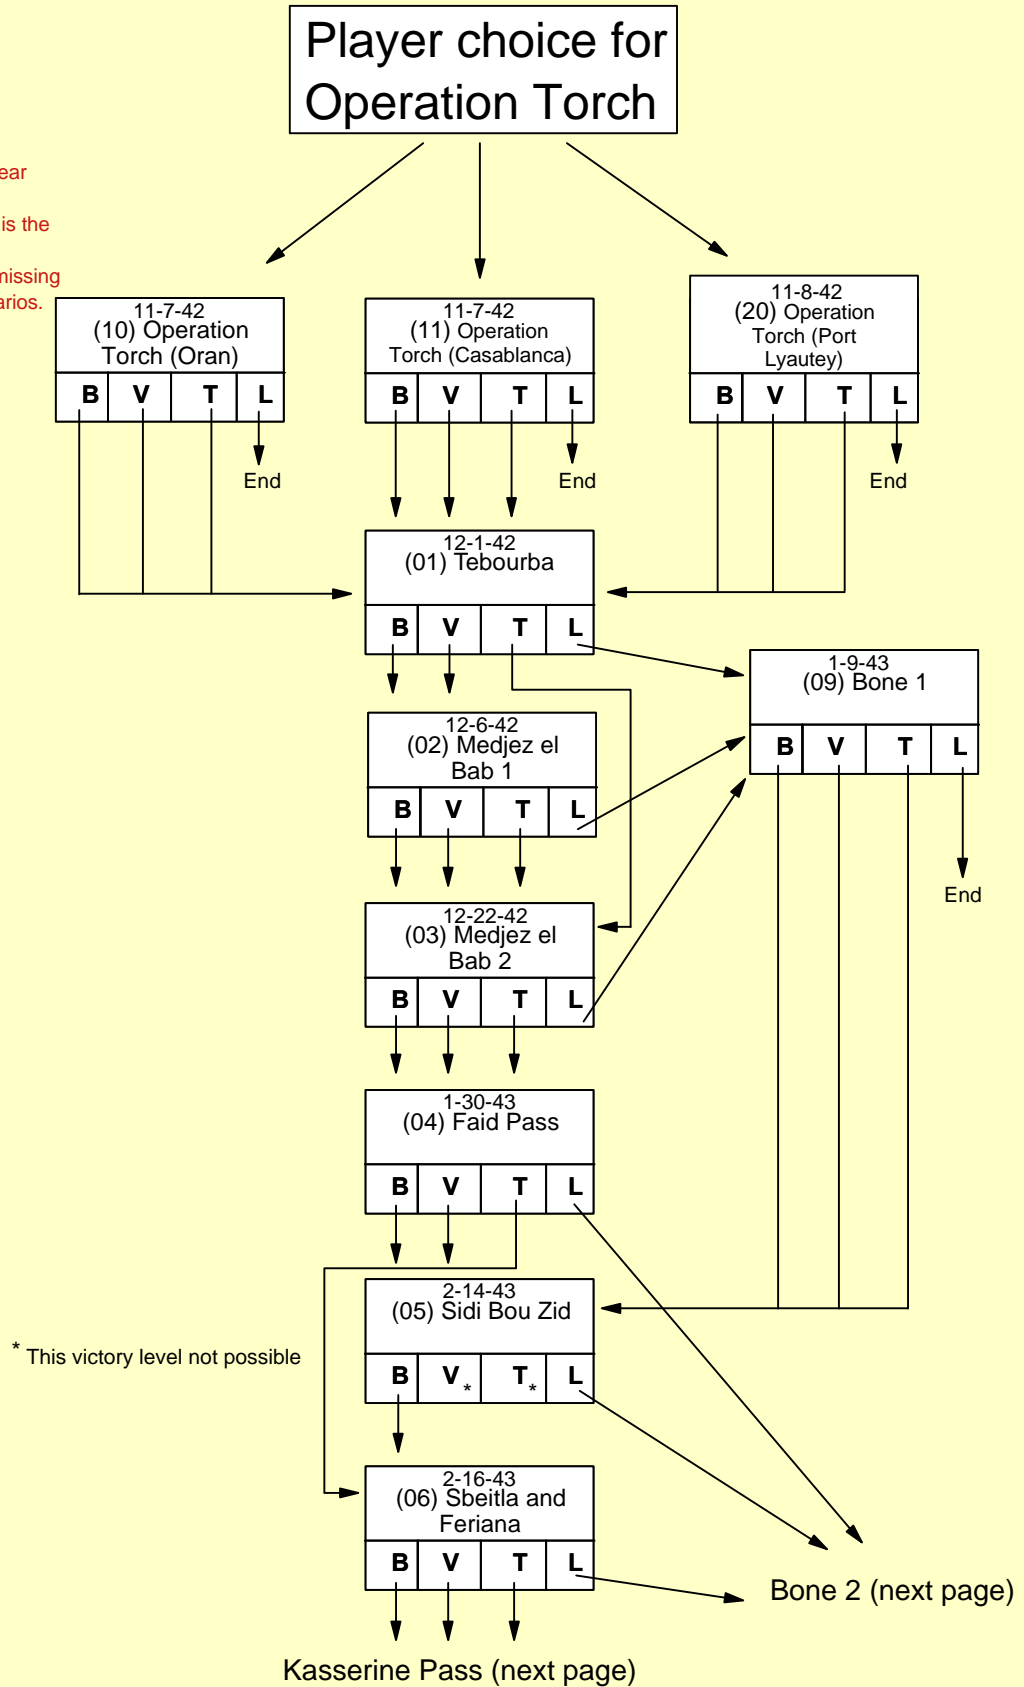 Player choice for
Operation Torch
ear
is the
missing
arios.
11-7-42
(10) Operation
Torch (Oran)
B V T L
End
11-7-42
(11) Operation
Torch (Casablanca)
B V T L
End
11-8-42
(20) Operation
Torch (Port
Lyautey)
B V T L
End
12-1-42
(01) Tebourba
B V T L
1-9-43
(09) Bone 1
B V T L
End
12-6-42
(02) Medjez el
Bab 1
B V T L
12-22-42
(03) Medjez el
Bab 2
B V T L
1-30-43
(04) Faid Pass
B V T L
2-14-43
(05) Sidi Bou Zid
B V* T* L
* This victory level not possible
2-16-43
(06) Sbeitla and
Feriana
B V T L
Bone 2 (next page)
Kasserine Pass (next page)